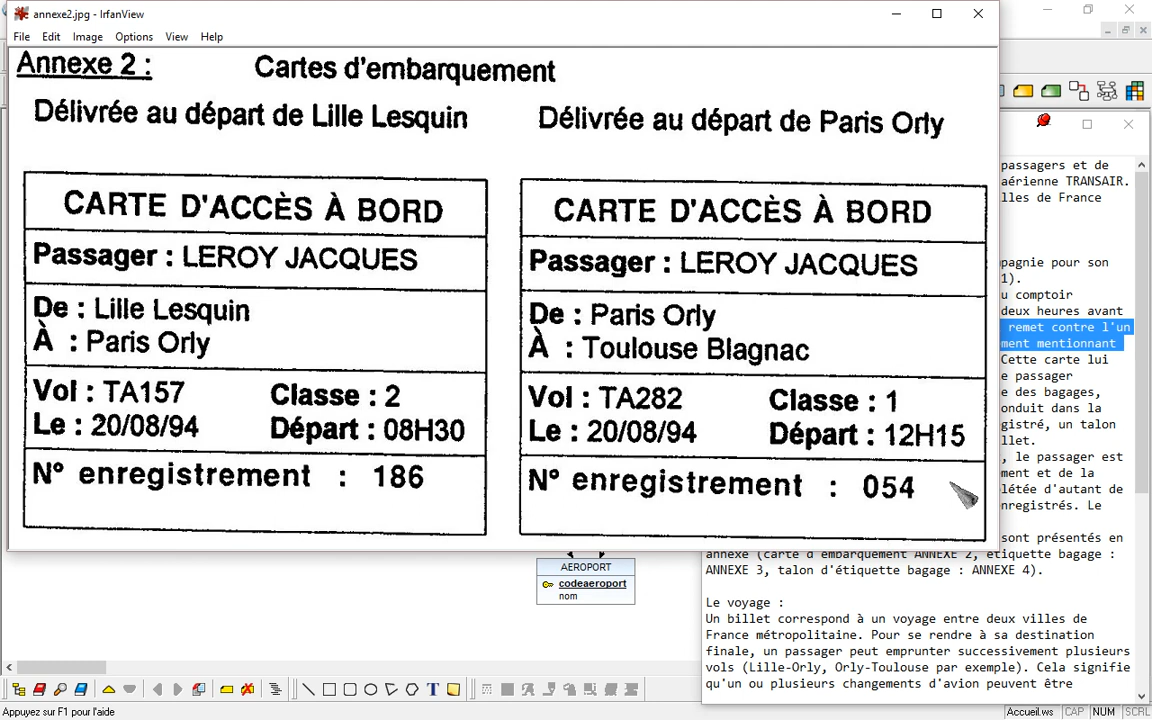 annexe2.jpg - IrfanView
File Edit Image Options View Help
Annexe 2 :
Cartes d'embarquement
Délivrée au départ de Lille Lesquin
Délivrée au départ de Paris Orly
CARTE D'ACCÈS À BORD
Passager : LEROY JACQUES
De : Lille Lesquin
À : Paris Orly
Vol : TA157 Classe : 2
Le : 20/08/94 Départ : 08H30
N° enregistrement : 186
CARTE D'ACCÈS À BORD
Passager : LEROY JACQUES
De : Paris Orly
À : Toulouse Blagnac
Vol : TA282 Classe : 1
Le : 20/08/94 Départ : 12H15
N° enregistrement : 054
passagers et de
aérienne TRANSAIR.
lles de France
pagnie pour son
1).
u comptoir
deux heures avant
remet contre l'un
ment mentionnant
Cette carte lui
e passager
e des bagages,
onduit dans la
gistré, un talon
llet.
, le passager est
ment et de la
létée d'autant de
nregistrés. Le
sont présentés en
annexe (carte d'embarquement ANNEXE 2, étiquette bagage :
ANNEXE 3, talon d'étiquette bagage : ANNEXE 4).
Le voyage :
Un billet correspond à un voyage entre deux villes de
France métropolitaine. Pour se rendre à sa destination
finale, un passager peut emprunter successivement plusieurs
vols (Lille-Orly, Orly-Toulouse par exemple). Cela signifie
qu'un ou plusieurs changements d'avion peuvent être
AEROPORT
codeaeroport
nom
Appuyez sur F1 pour l'aide
Accueil.ws CAP NUM SCRL